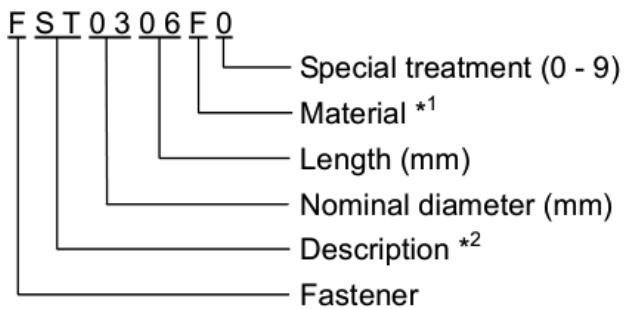 F S T 0 3 0 6 F 0
Special treatment (0 - 9)
Material *1
Length (mm)
Nominal diameter (mm)
Description *2
Fastener